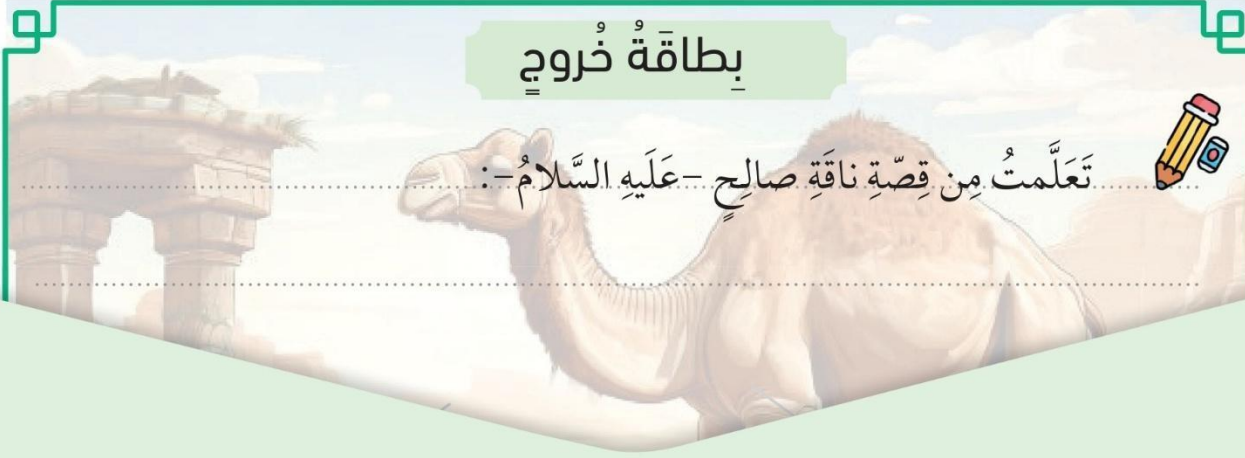 بِطاقَةُ خُروجٍ
تَعَلَّمتُ مِن قِصّةِ ناقَةِ صالِحٍ –عَلَيهِ السَّلامُ–: